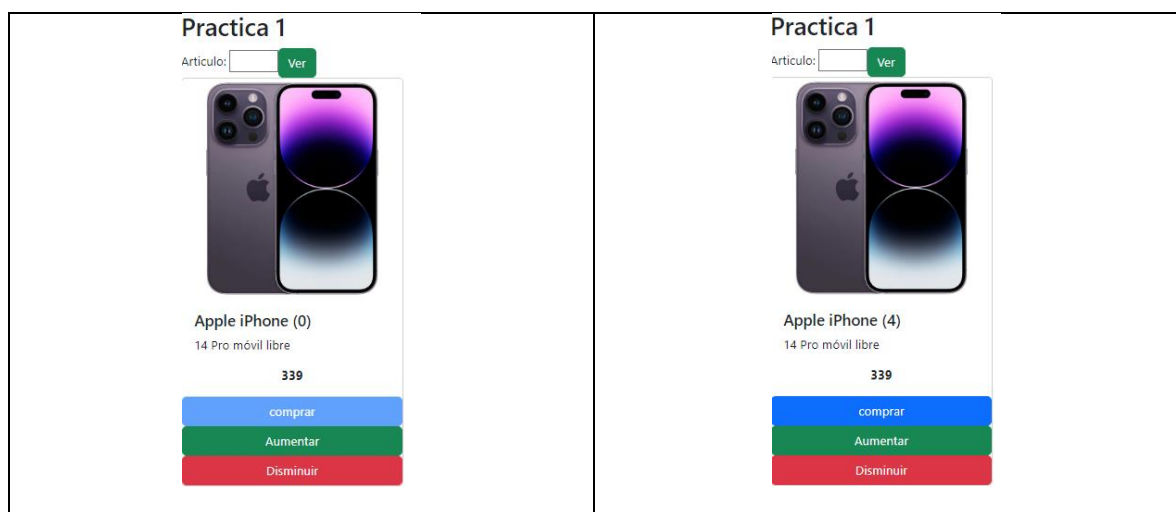 Practica 1
Articulo: Ver
Apple iPhone (0)
14 Pro móvil libre
339
comprar
Aumentar
Disminuir
Practica 1
Articulo: Ver
Apple iPhone (4)
14 Pro móvil libre
339
comprar
Aumentar
Disminuir